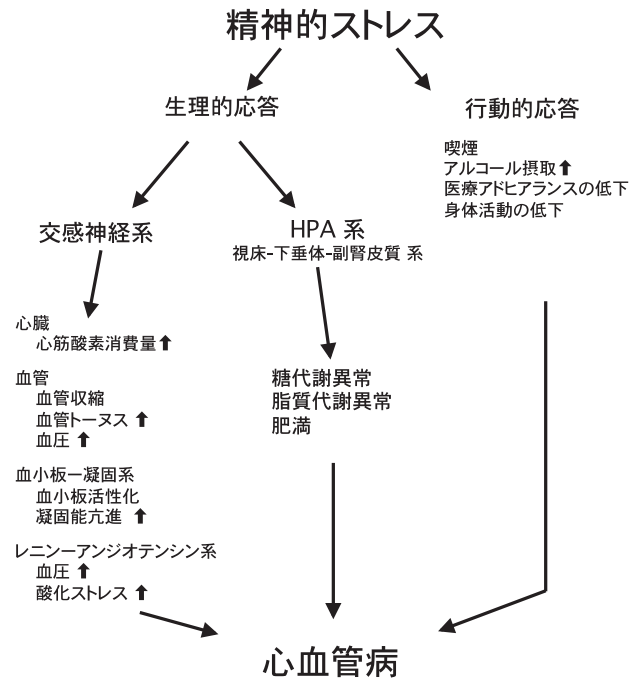 精神的ストレス
生理的応答
行動的応答
喫煙
アルコール摂取⬆
医療アドヒアランスの低下
身体活動の低下
交感神経系
HPA 系
視床-下垂体-副腎皮質 系
心臓
心筋酸素消費量⬆
血管
血管収縮
血管トーヌス⬆
血圧⬆
血小板ー凝固系
血小板活性化
凝固能亢進 ⬆
レニンーアンジオテンシン系
血圧⬆
酸化ストレス⬆
糖代謝異常
脂質代謝異常
肥満
心血管病